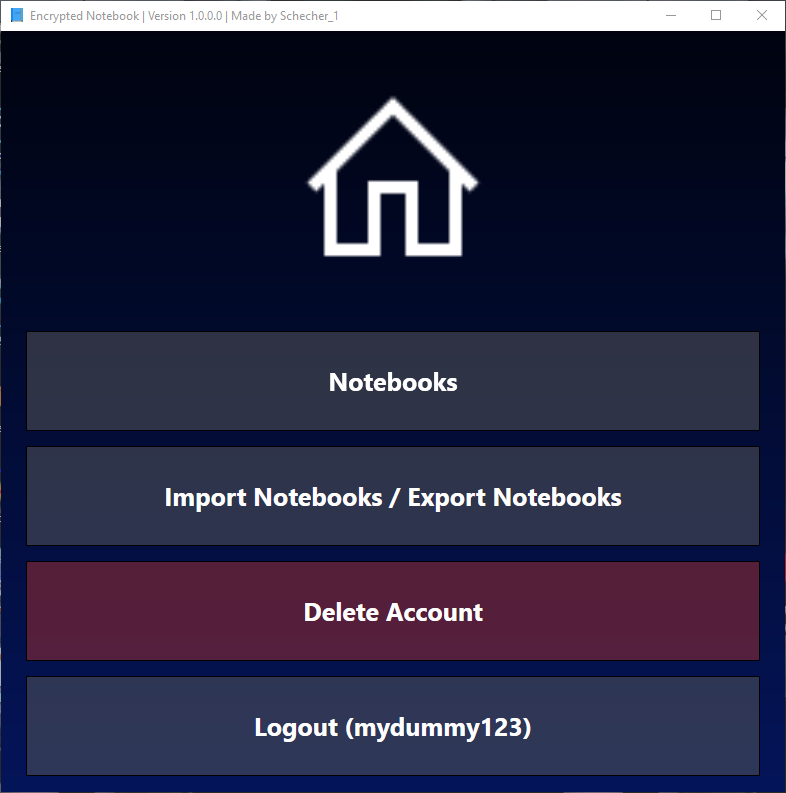 Encrypted Notebook | Version 1.0.0.0 | Made by Schecher_1
Notebooks
Import Notebooks / Export Notebooks
Delete Account
Logout (mydummy123)